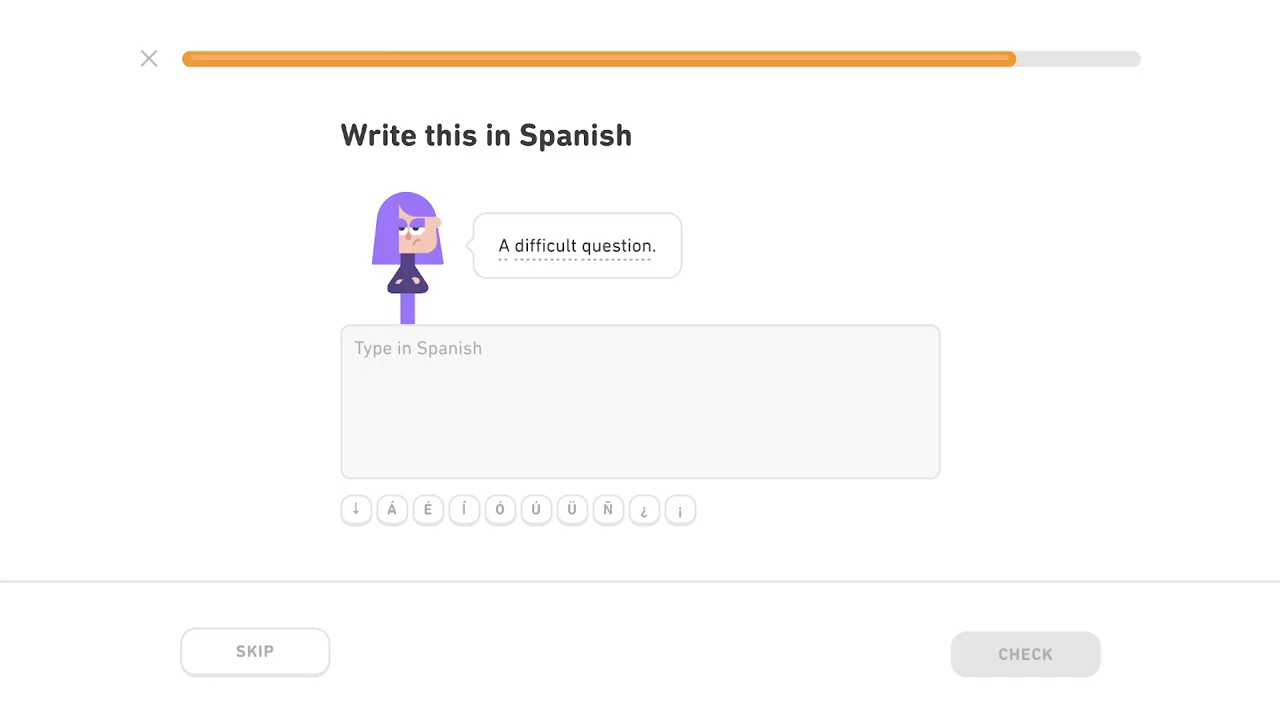 Write this in Spanish
A difficult question.
Type in Spanish
↓ Á É Í Ó Ú Ü Ñ ¿ ¡
SKIP
CHECK